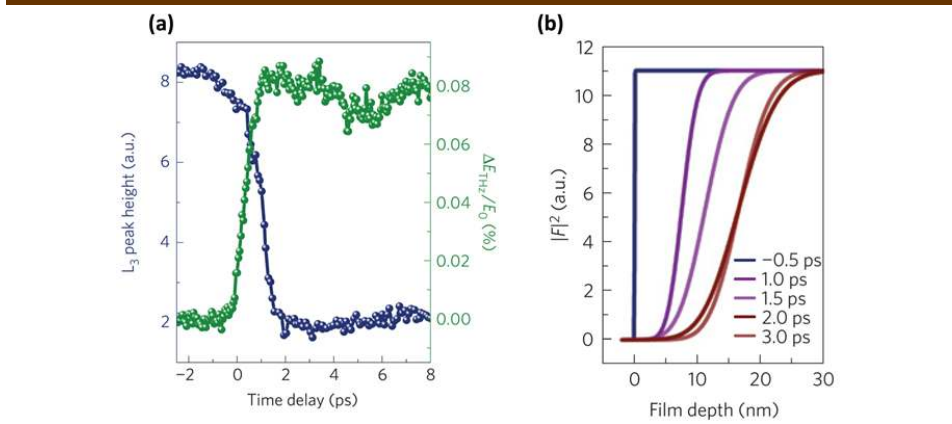 (a)
8
6
4
2
L₃ peak height (a.u.)
0.08
0.06
0.04
0.02
0.00
ΔE_THz/E₀ (%)
−2 0 2 4 6 8
Time delay (ps)
(b)
12
10
8
6
4
2
0
|F|² (a.u.)
−0.5 ps
1.0 ps
1.5 ps
2.0 ps
3.0 ps
0 10 20 30
Film depth (nm)